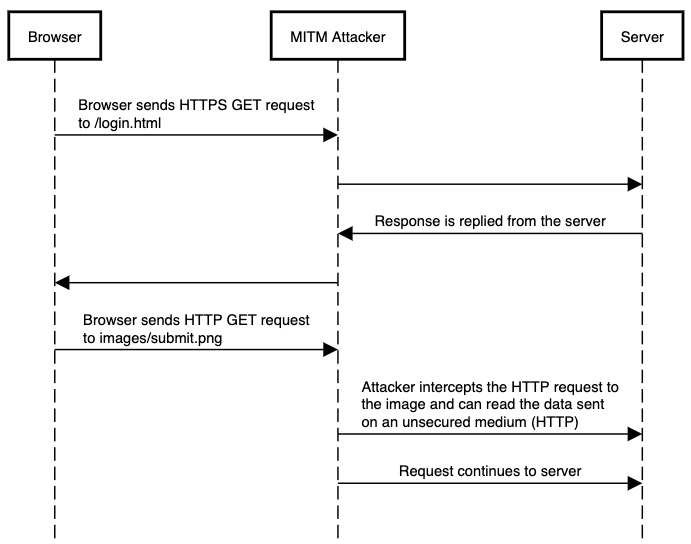 Browser
MITM Attacker
Server
Browser sends HTTPS GET request
to /login.html
Response is replied from the server
Browser sends HTTP GET request
to images/submit.png
Attacker intercepts the HTTP request to
the image and can read the data sent
on an unsecured medium (HTTP)
Request continues to server